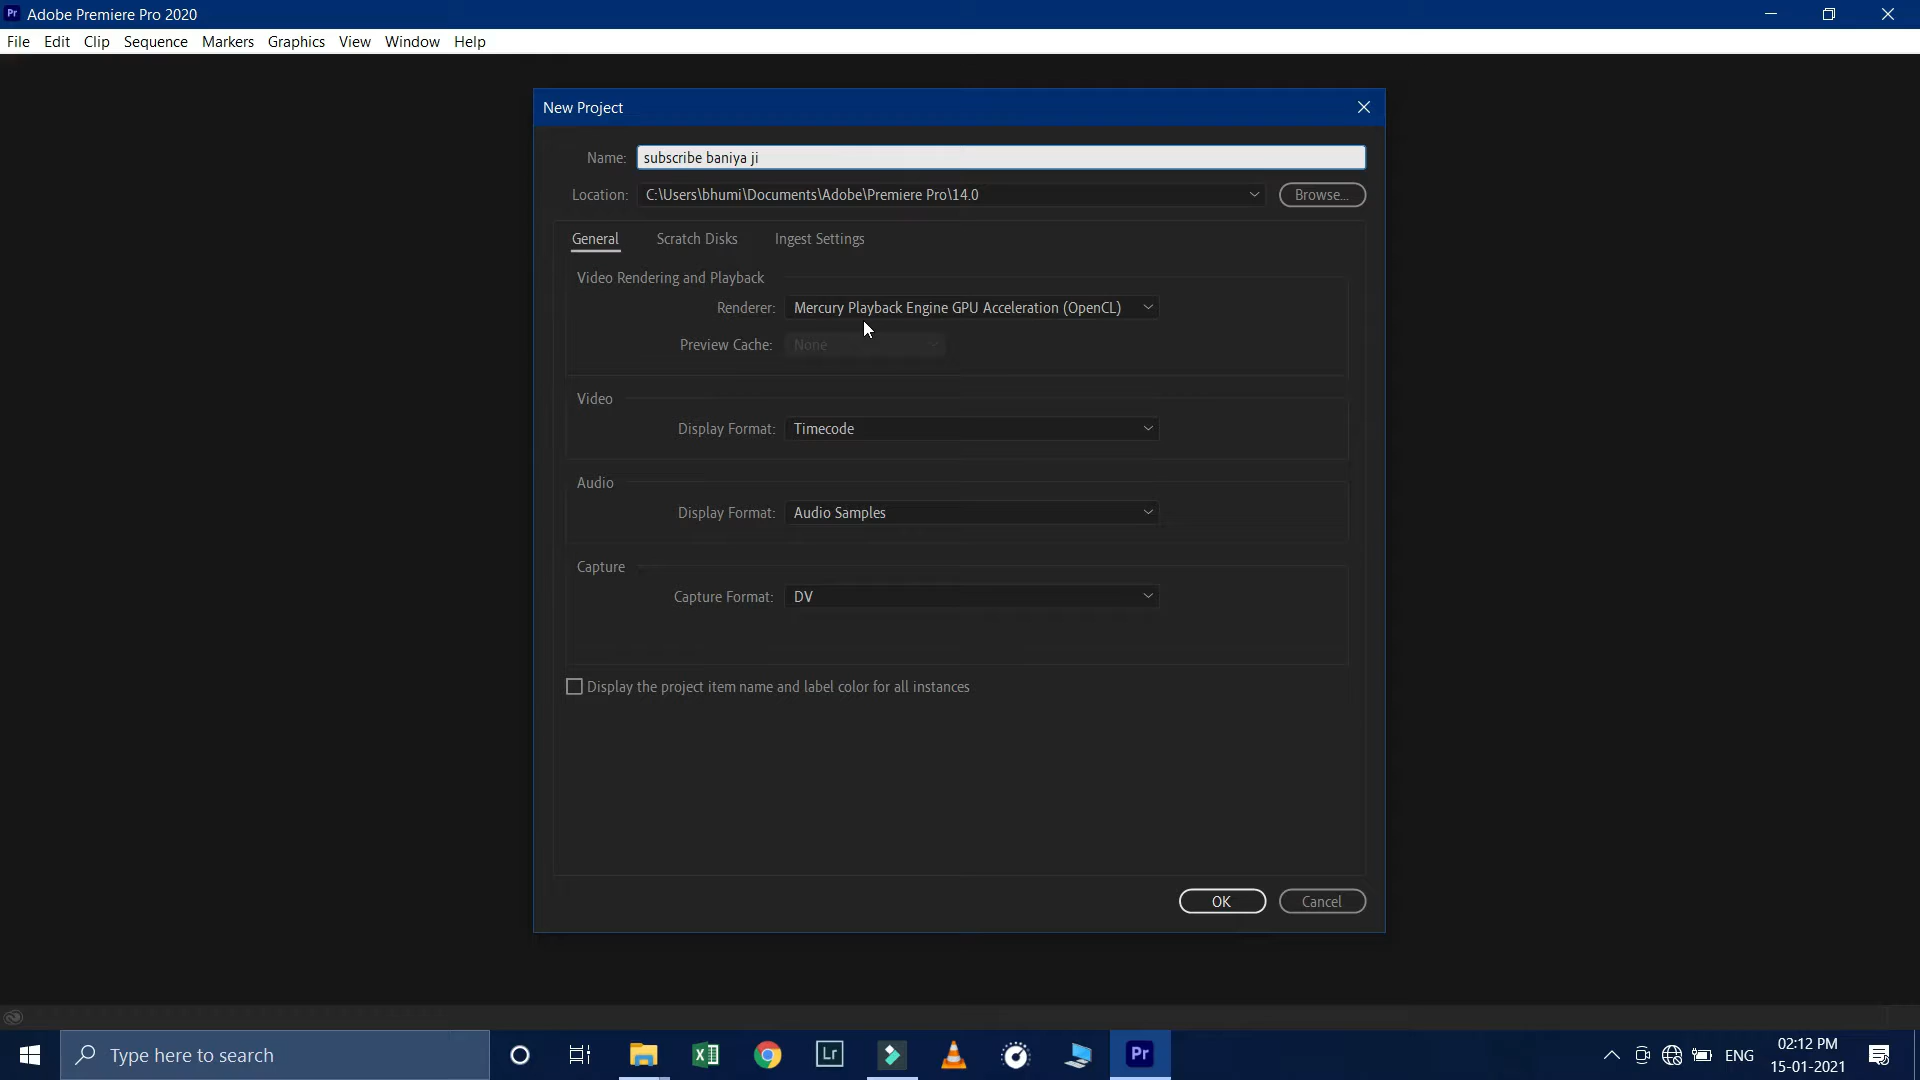 Pr Adobe Premiere Pro 2020
File Edit Clip Sequence Markers Graphics View Window Help
New Project
Name: subscribe baniya ji
Location: C:\Users\bhumi\Documents\Adobe\Premiere Pro\14.0 Browse...
General Scratch Disks Ingest Settings
Video Rendering and Playback
Renderer: Mercury Playback Engine GPU Acceleration (OpenCL)
Preview Cache: None
Video
Display Format: Timecode
Audio
Display Format: Audio Samples
Capture
Capture Format: DV
Display the project item name and label color for all instances
OK Cancel
Type here to search Lr Pr ENG 02:12 PM
15-01-2021